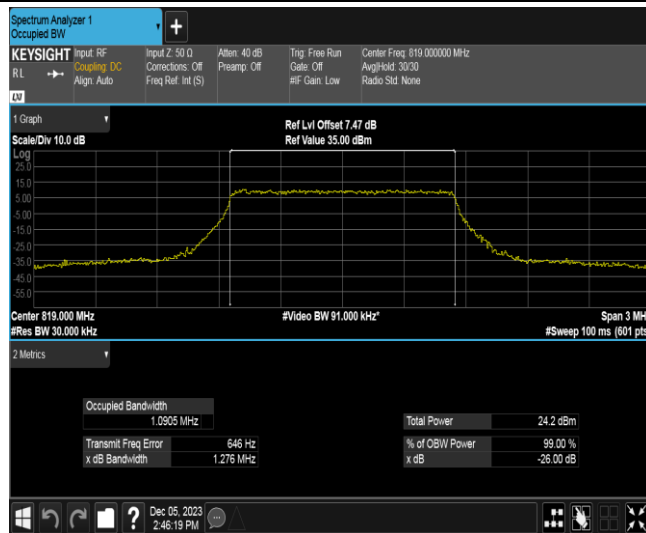 Spectrum Analyzer 1
Occupied BW
+
KEYSIGHT
Input: RF
Coupling: DC
Align: Auto
Input Z: 50 Ω
Corrections: Off
Freq Ref: Int (S)
Atten: 40 dB
Preamp: Off
Trig: Free Run
Gate: Off
#IF Gain: Low
Center Freq: 819.000000 MHz
Avg|Hold: 30/30
Radio Std: None
RL
LXI
1 Graph
Scale/Div 10.0 dB
Ref Lvl Offset 7.47 dB
Ref Value 35.00 dBm
Log
25.0
15.0
5.00
-5.00
-15.0
-25.0
-35.0
-45.0
-55.0
Center 819.000 MHz
#Video BW 91.000 kHz*
Span 3 MH
#Res BW 30.000 kHz
#Sweep 100 ms (601 pts
2 Metrics
Occupied Bandwidth
1.0905 MHz
Total Power 24.2 dBm
Transmit Freq Error 646 Hz
% of OBW Power 99.00 %
x dB Bandwidth 1.276 MHz
x dB -26.00 dB
?
Dec 05, 2023
2:46:19 PM